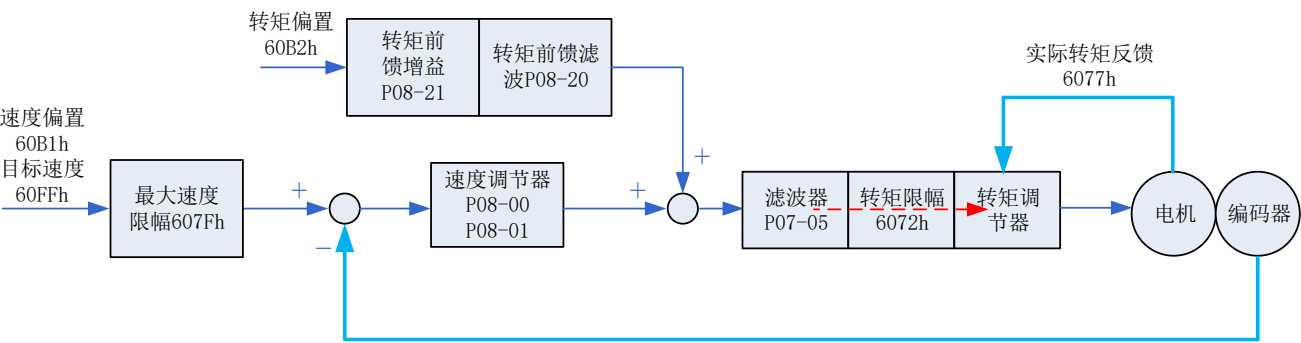 转矩偏置
60B2h
转矩前
馈增益
P08-21
转矩前馈滤
波P08-20
实际转矩反馈
6077h
速度偏置
60B1h
目标速度
60FFh
最大速度
限幅607Fh
+
−
速度调节器
P08-00
P08-01
+
+
滤波器
P07-05
转矩限幅
6072h
转矩调
节器
电机
编码器